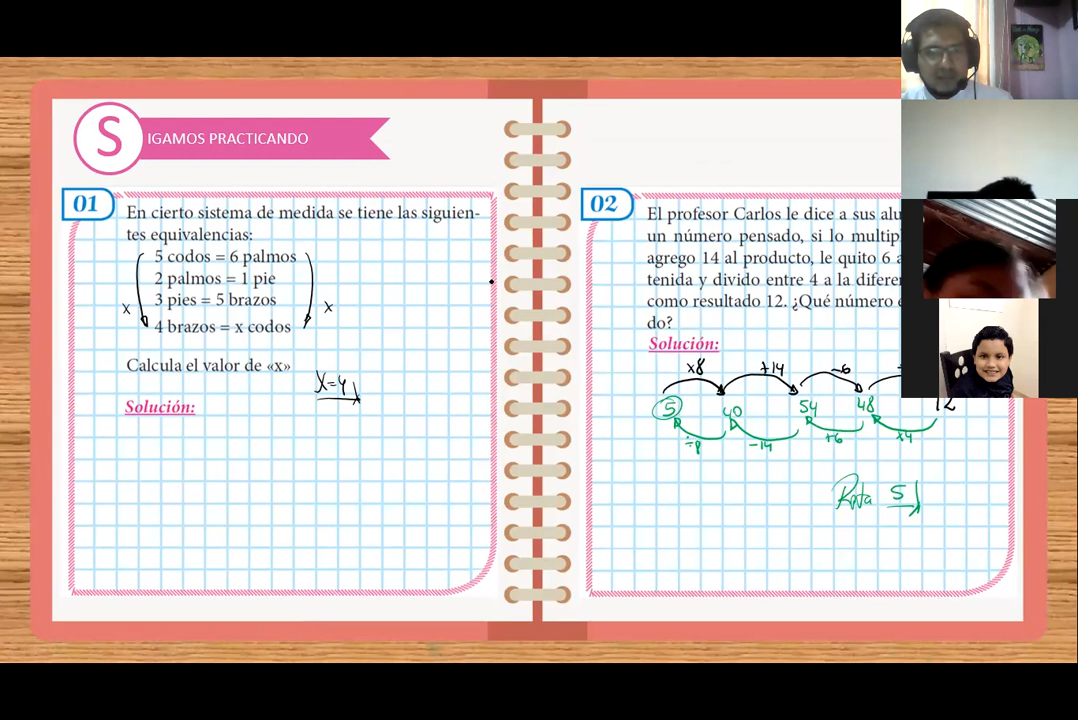 S IGAMOS PRACTICANDO
01
En cierto sistema de medida se tiene las siguien-
tes equivalencias:
5 codos = 6 palmos
2 palmos = 1 pie
3 pies = 5 brazos
4 brazos = x codos
x
x
Calcula el valor de «x»
x=4
Solución:
02
El profesor Carlos le dice a sus
un número pensado, si lo
agrego 14 al producto, le quito 6
tenida y divido entre 4 a la
como resultado 12. ¿Qué número
do?
Solución:
x8 +14 -6
5 40 54 48 12
÷8 -14 +6 x4
Rpta 5